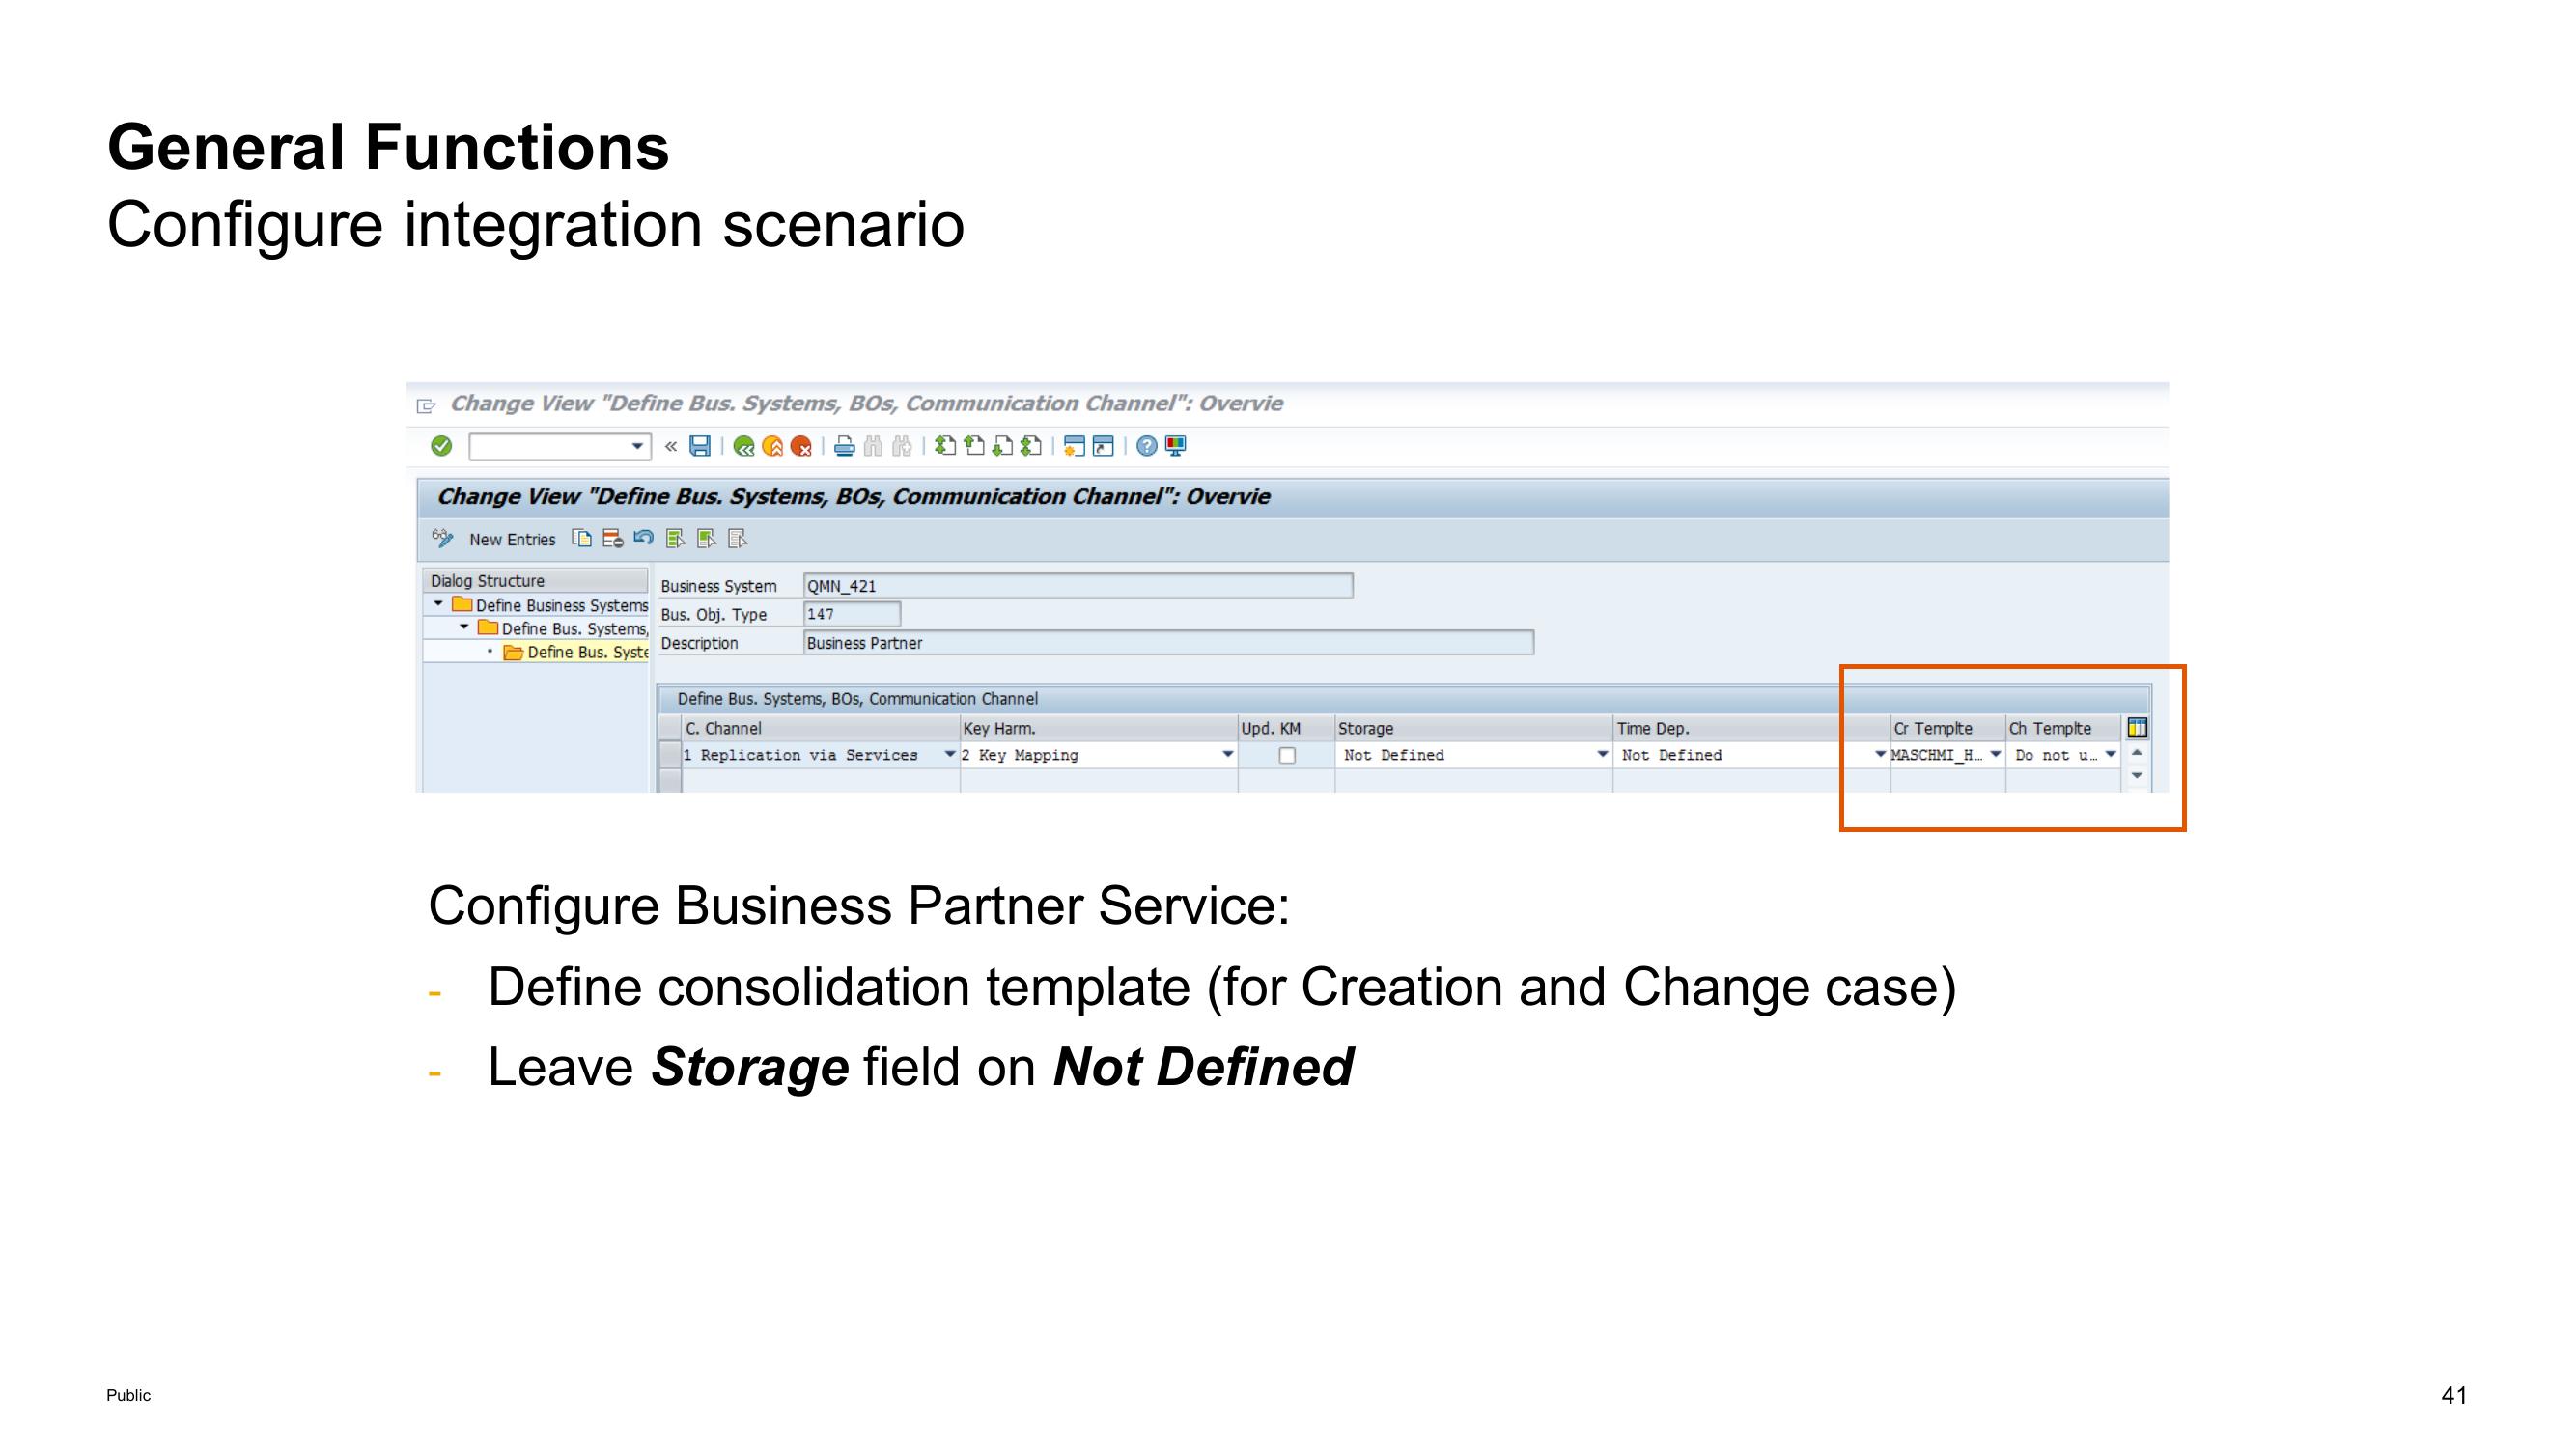 General Functions
Configure integration scenario
Change View "Define Bus. Systems, BOs, Communication Channel": Overvie
«
Change View "Define Bus. Systems, BOs, Communication Channel": Overvie
New Entries
Dialog Structure
Define Business Systems
Define Bus. Systems,
Define Bus. Syste
Business System QMN_421
Bus. Obj. Type 147
Description Business Partner
Define Bus. Systems, BOs, Communication Channel
C. Channel Key Harm. Upd. KM Storage Time Dep. Cr Templte Ch Templte
1 Replication via Services 2 Key Mapping Not Defined Not Defined MASCHMI_H… Do not u…
Configure Business Partner Service:
- Define consolidation template (for Creation and Change case)
- Leave Storage field on Not Defined
Public
41